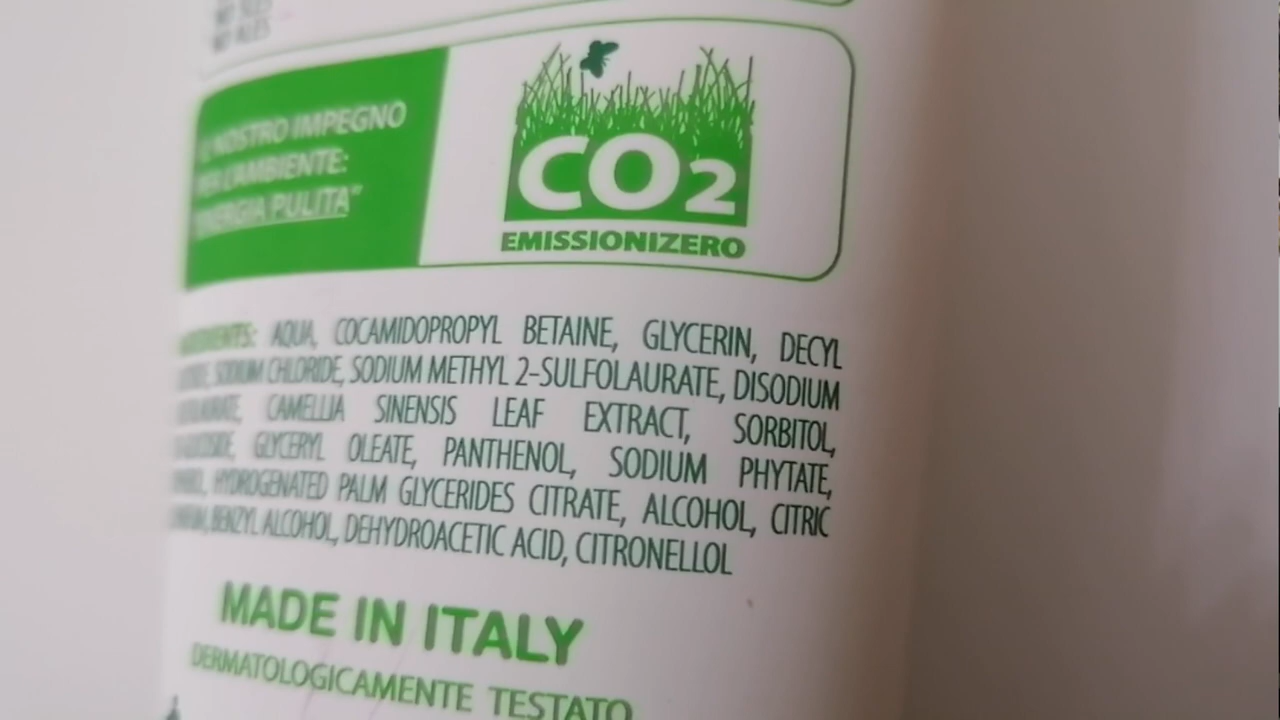 NOSTRO IMPEGNO
PER L'AMBIENTE:
PULITA"
CO2
EMISSIONIZERO
AQUA, COCAMIDOPROPYL BETAINE, GLYCERIN, DECYL
SODIUM CHLORIDE, SODIUM METHYL 2-SULFOLAURATE, DISODIUM
CAMELLIA SINENSIS LEAF EXTRACT, SORBITOL,
GLYCERYL OLEATE, PANTHENOL, SODIUM PHYTATE,
HYDROGENATED PALM GLYCERIDES CITRATE, ALCOHOL, CITRIC
BENZYL ALCOHOL, DEHYDROACETIC ACID, CITRONELLOL
MADE IN ITALY
DERMATOLOGICAMENTE TESTATO